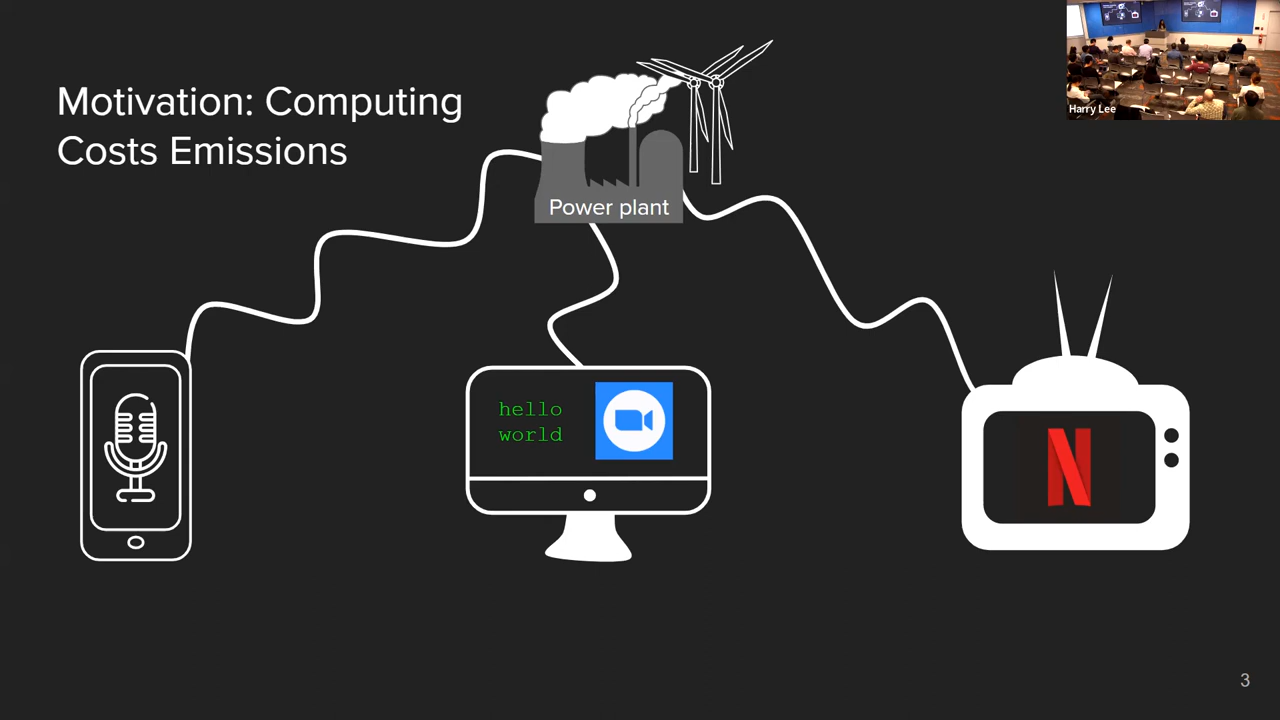 Motivation: Computing
Costs Emissions
Harry Lee
Power plant
hello
world
N
3